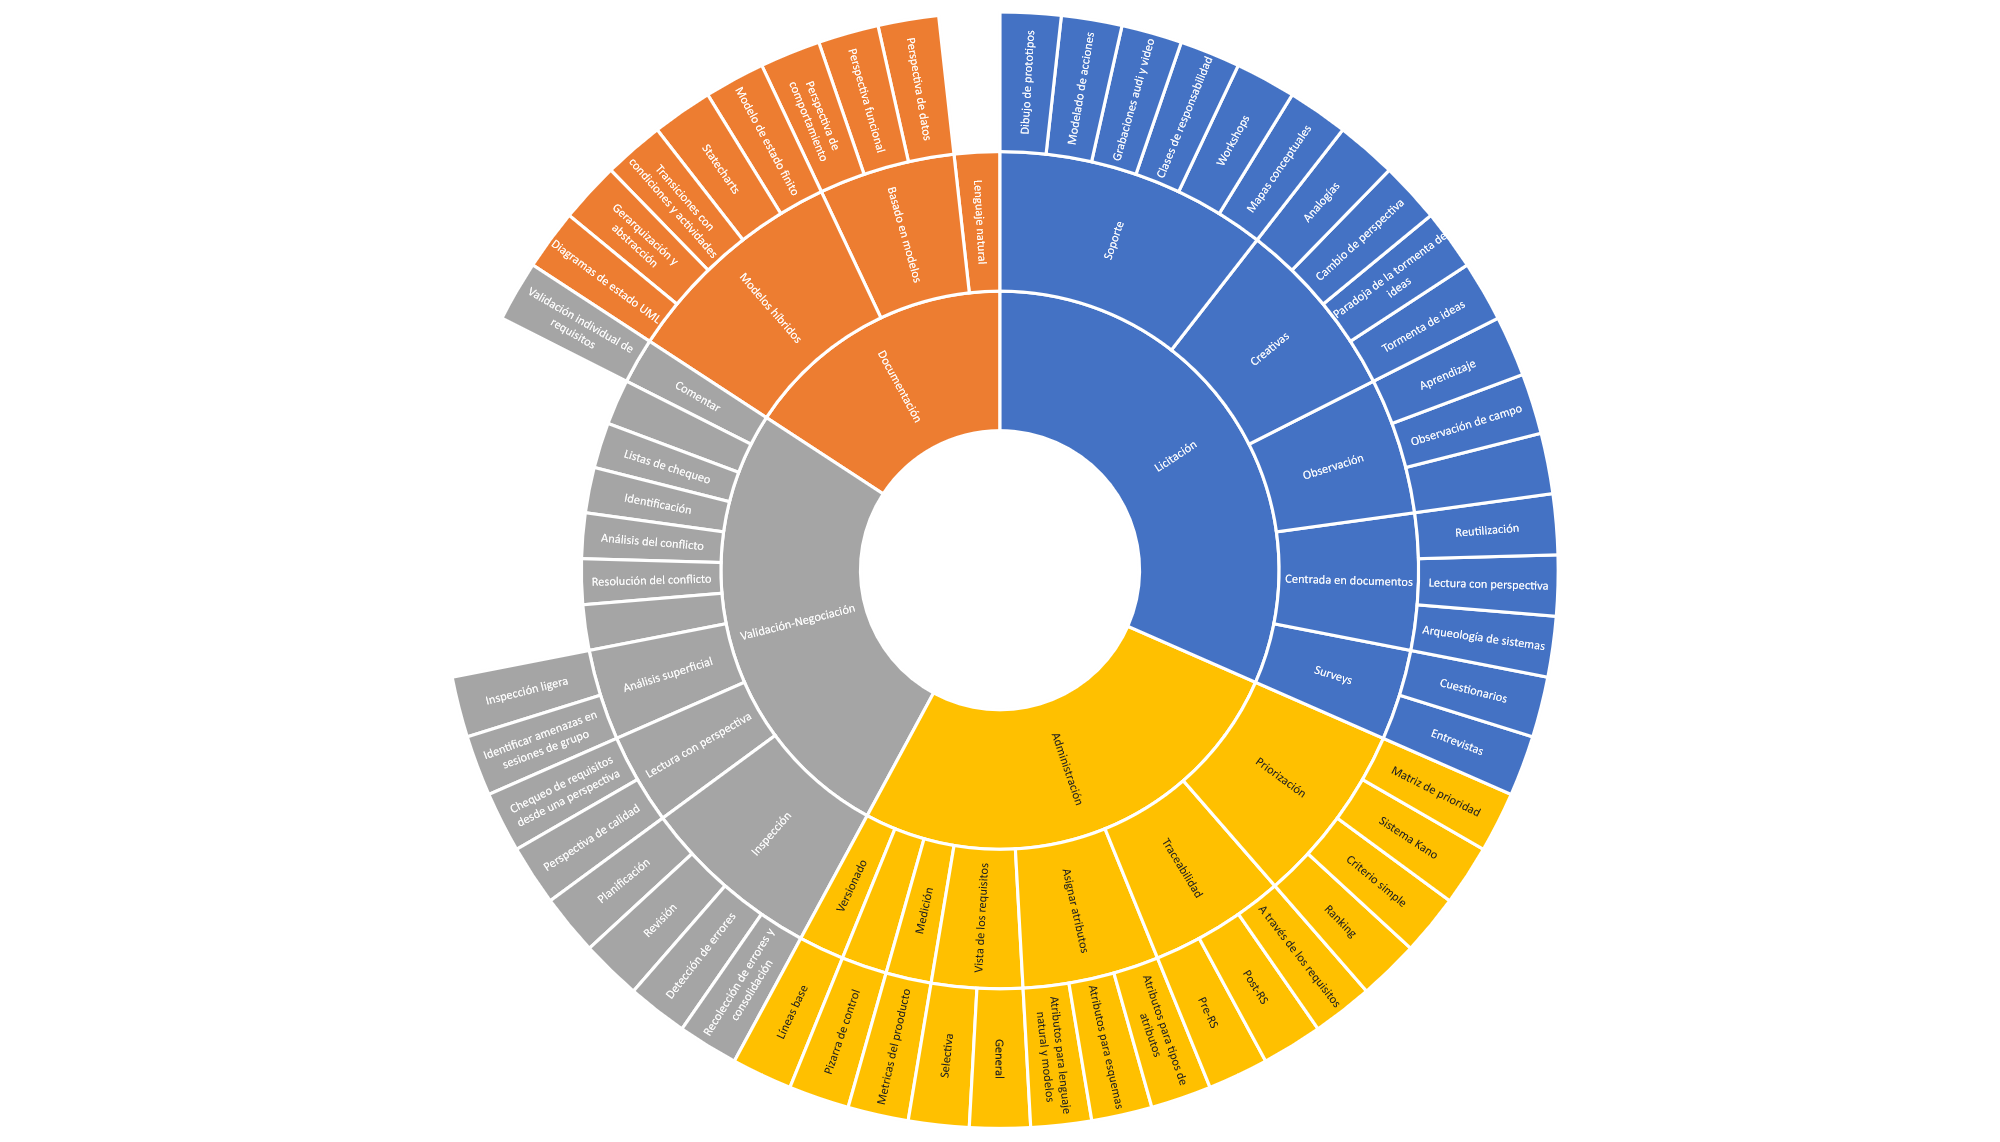 Licitación
Soporte
Dibujo de prototipos
Modelado de acciones
Grabaciones audi y video
Clases de responsabilidad
Workshops
Mapas conceptuales
Creativas
Analogías
Cambio de perspectiva
Paradoja de la tormenta de
ideas
Tormenta de ideas
Observación
Aprendizaje
Observación de campo
Centrada en documentos
Reutilización
Lectura con perspectiva
Arqueología de sistemas
Surveys
Cuestionarios
Entrevistas
Administración
Priorización
Matriz de prioridad
Sistema Kano
Criterio simple
Ranking
Traceabilidad
A través de los requisitos
Post-RS
Pre-RS
Asignar atributos
Atributos para tipos de
atributos
Atributos para esquemas
Atributos para lenguaje
natural y modelos
Vista de los requisitos
General
Selectiva
Medición
Metricas del prooducto
Pizarra de control
Versionado
Líneas base
Validación-Negociación
Inspección
Recolección de errores y
consolidación
Detección de errores
Revisión
Planificación
Lectura con perspectiva
Perspectiva de calidad
Chequeo de requisitos
desde una perspectiva
Análisis superficial
Identificar amenazas en
sesiones de grupo
Inspección ligera
Resolución del conflicto
Análisis del conflicto
Identificación
Listas de chequeo
Comentar
Validación individual de
requisitos
Documentación
Modelos híbridos
Diagramas de estado UML
Gerarquización y
abstracción
Transiciones con
condiciones y actividades
Statecharts
Modelo de estado finito
Basado en modelos
Perspectiva de
comportamiento
Perspectiva funcional
Perspectiva de datos
Lenguaje natural